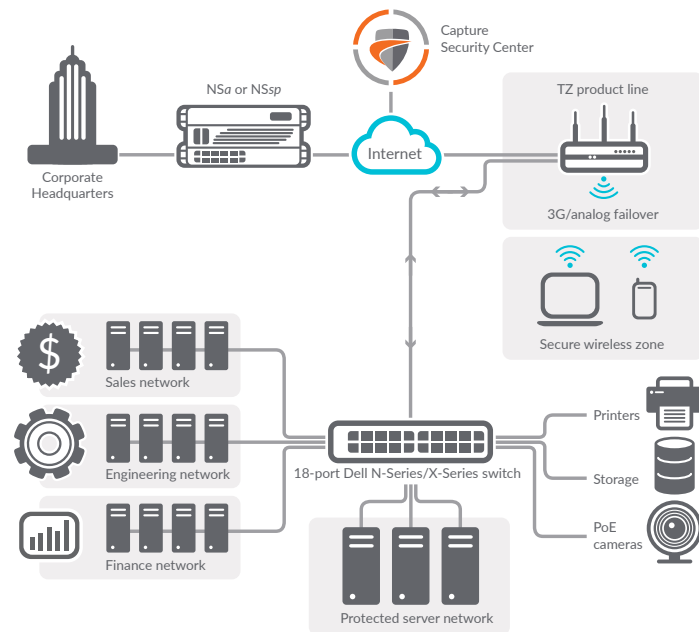 Capture
Security Center
NSa or NSsp
TZ product line
Internet
Corporate
Headquarters
3G/analog failover
Secure wireless zone
$
Sales network
Printers
Engineering network
18-port Dell N-Series/X-Series switch
Storage
PoE
cameras
Finance network
Protected server network